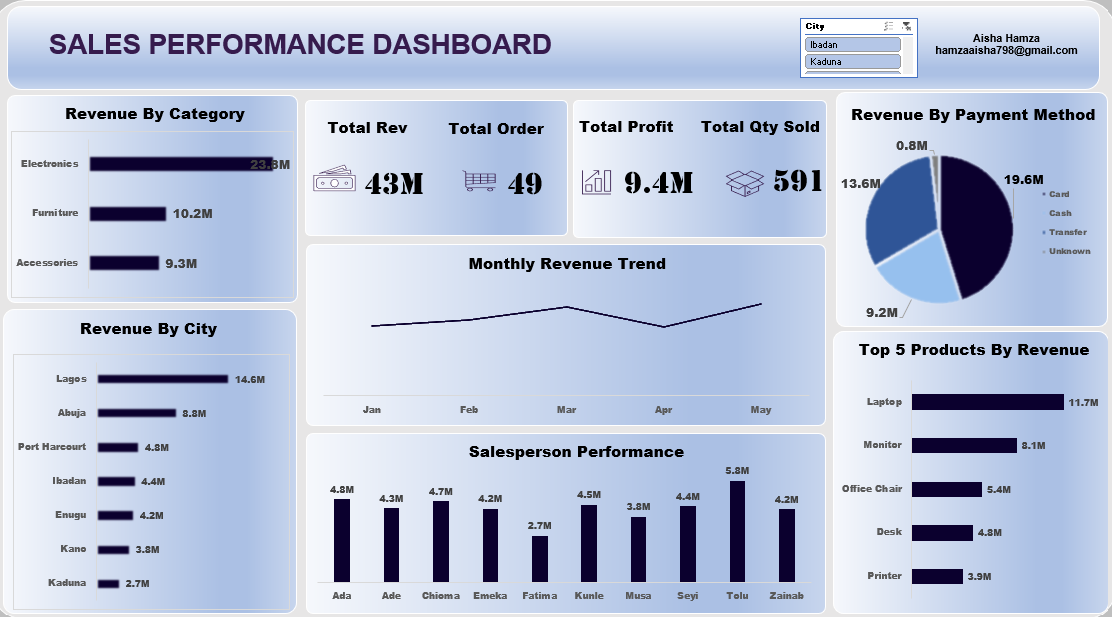 SALES PERFORMANCE DASHBOARD
City
Ibadan
Kaduna
Aisha Hamza
hamzaaisha798@gmail.com
Revenue By Category
Electronics 23.8M
Furniture 10.2M
Accessories 9.3M
Total Rev
43M
Total Order
49
Total Profit
9.4M
Total Qty Sold
591
Revenue By Payment Method
0.8M
13.6M
19.6M
9.2M
Card
Cash
Transfer
Unknown
Monthly Revenue Trend
Jan Feb Mar Apr May
Revenue By City
Lagos 14.6M
Abuja 8.8M
Port Harcourt 4.8M
Ibadan 4.4M
Enugu 4.2M
Kano 3.8M
Kaduna 2.7M
Salesperson Performance
4.8M 4.3M 4.7M 4.2M 2.7M 4.5M 3.8M 4.4M 5.8M 4.2M
Ada Ade Chioma Emeka Fatima Kunle Musa Seyi Tolu Zainab
Top 5 Products By Revenue
Laptop 11.7M
Monitor 8.1M
Office Chair 5.4M
Desk 4.8M
Printer 3.9M